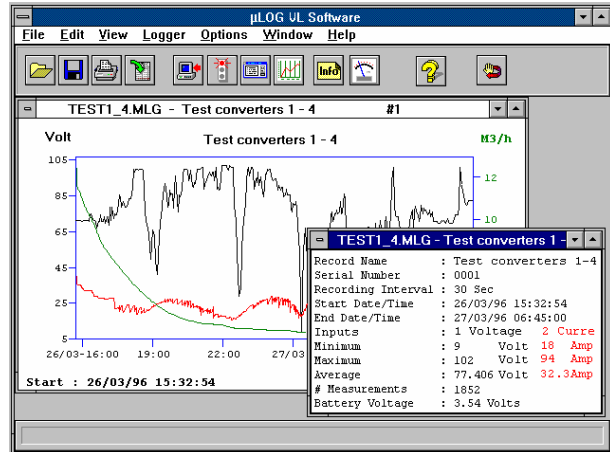 µLOG VL Software
File Edit View Logger Options Window Help
Info
TEST1_4.MLG - Test converters 1 - 4 #1
Volt Test converters 1 - 4 M3/h
105
85
65
45
25
5
12
10
26/03-16:00 19:00 22:00 27/03
Start : 26/03/96 15:32:54
TEST1_4.MLG - Test converters 1 -
Record Name : Test converters 1-4
Serial Number : 0001
Recording Interval : 30 Sec
Start Date/Time : 26/03/96 15:32:54
End Date/Time : 27/03/96 06:45:00
Inputs : 1 Voltage 2 Curre
Minimum : 9 Volt 18 Amp
Maximum : 102 Volt 94 Amp
Average : 77.406 Volt 32.3Amp
# Measurements : 1852
Battery Voltage : 3.54 Volts